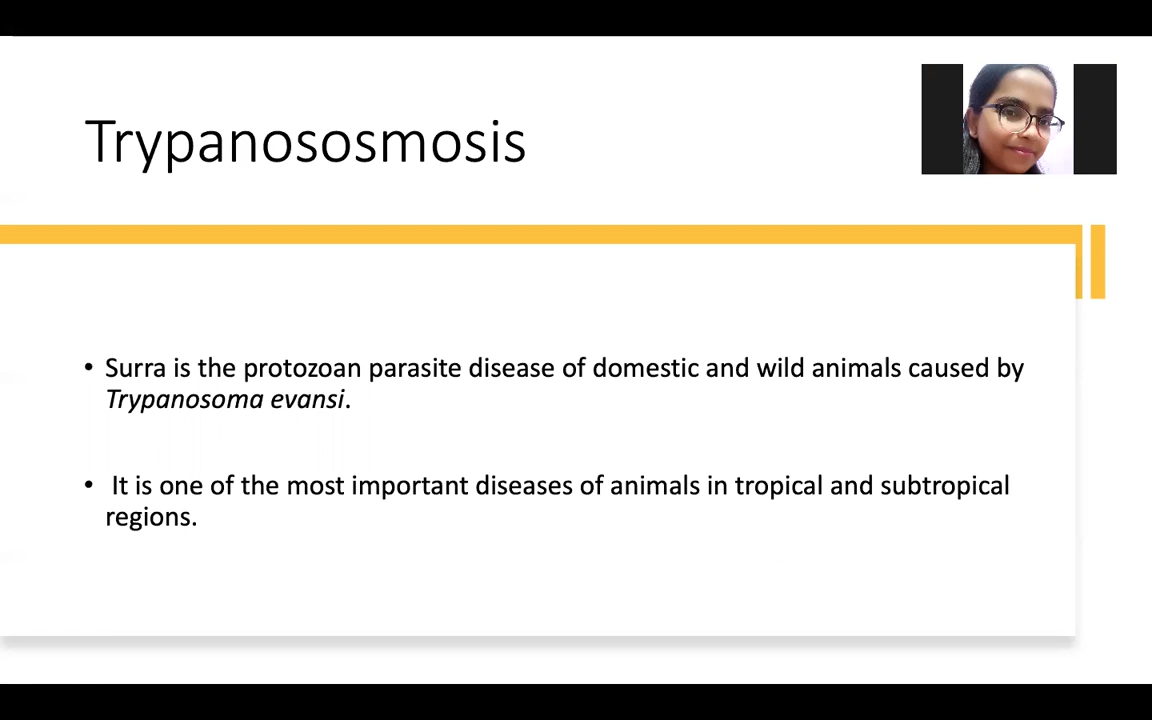 Trypanososmosis
• Surra is the protozoan parasite disease of domestic and wild animals caused by
Trypanosoma evansi.
• It is one of the most important diseases of animals in tropical and subtropical
regions.